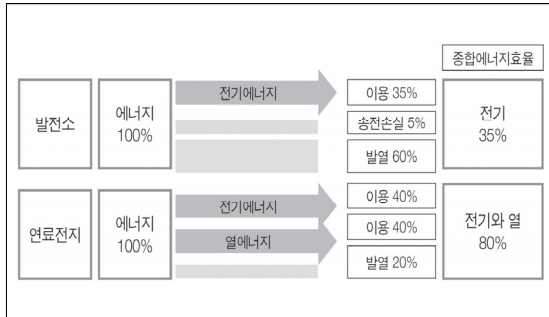 종합에너지효율
발전소
에너지
100%
전기에너지
이용 35%
송전손실 5%
발열 60%
전기
35%
연료전지
에너지
100%
전기에너시
열에너지
이용 40%
이용 40%
발열 20%
전기와 열
80%